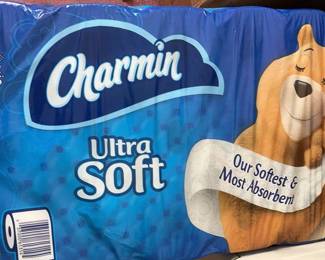 Charmin
Ultra
Soft
Our Softest &
Most Absorbent